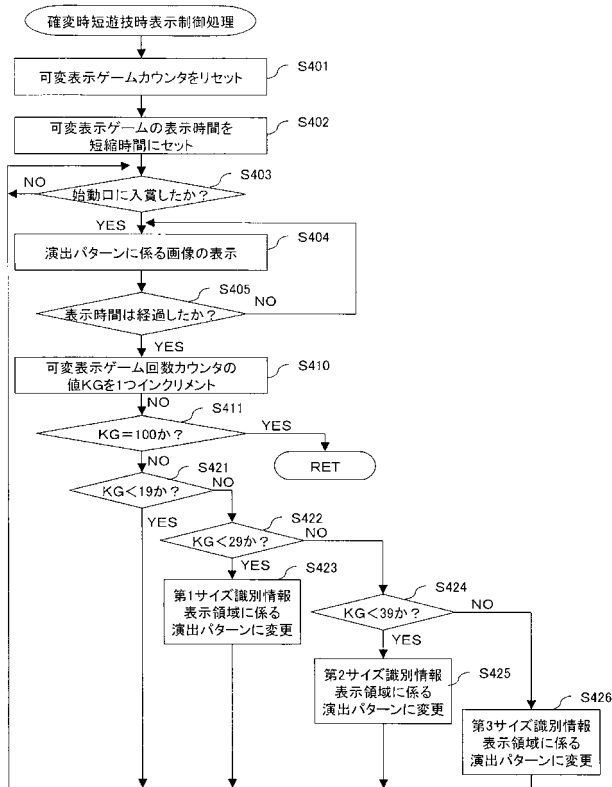 確変時短遊技時表示制御処理
可変表示ゲームカウンタをリセット
S401
可変表示ゲームの表示時間を
短縮時間にセット
S402
始動口に入賞したか？
S403
NO
YES
演出パターンに係る画像の表示
S404
表示時間は経過したか？
S405
NO
YES
可変表示ゲーム回数カウンタの
値KGを1つインクリメント
S410
NO
KG=100か？
S411
YES
RET
NO
KG<19か？
S421
NO
YES
KG<29か？
S422
NO
YES
第1サイズ識別情報
表示領域に係る
演出パターンに変更
S423
KG<39か？
S424
NO
YES
第2サイズ識別情報
表示領域に係る
演出パターンに変更
S425
第3サイズ識別情報
表示領域に係る
演出パターンに変更
S426